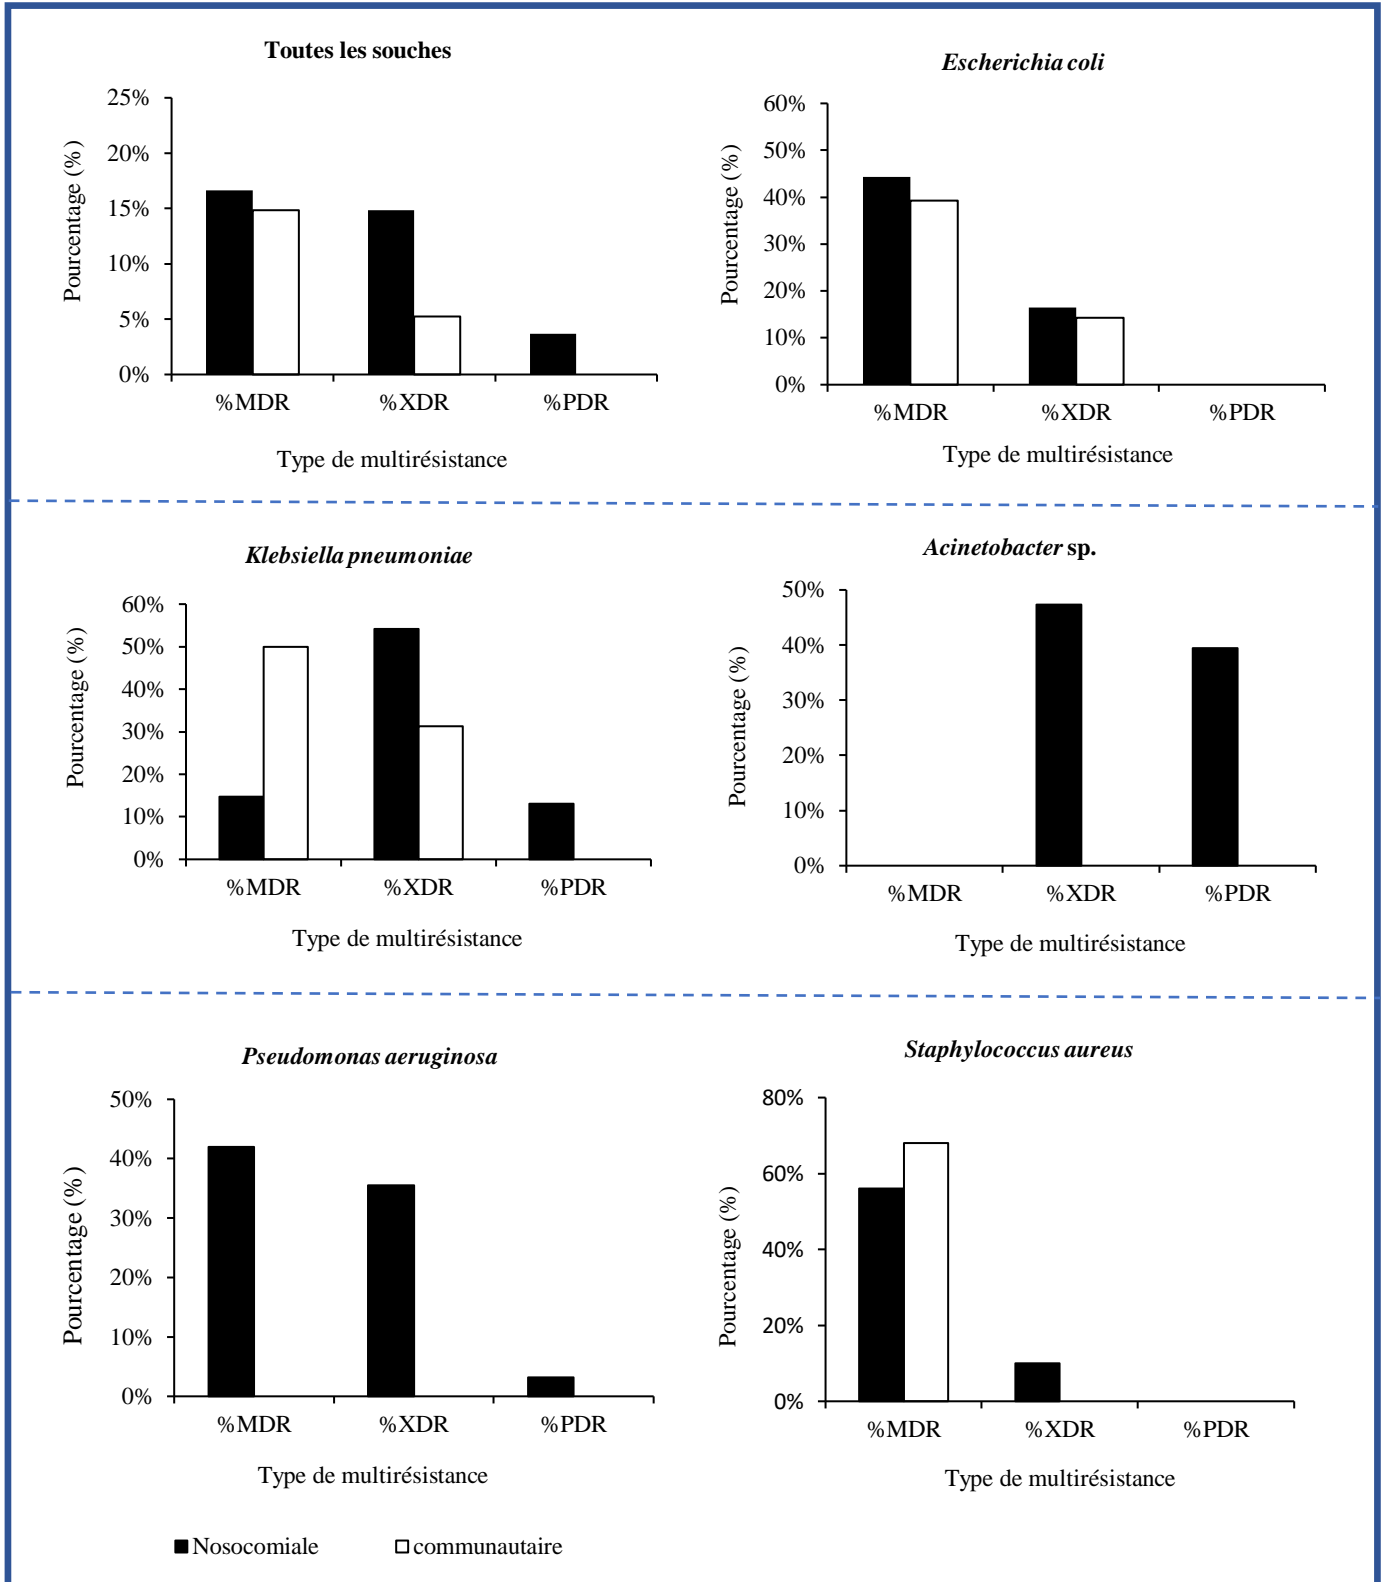 Toutes les souches
25%
20%
15%
10%
5%
0%
Pourcentage (%)
%MDR %XDR %PDR
Type de multirésistance
Escherichia coli
60%
50%
40%
30%
20%
10%
0%
Pourcentage (%)
%MDR %XDR %PDR
Type de multirésistance
Klebsiella pneumoniae
60%
50%
40%
30%
20%
10%
0%
Pourcentage (%)
%MDR %XDR %PDR
Type de multirésistance
Acinetobacter sp.
50%
40%
30%
20%
10%
0%
Pourcentage (%)
%MDR %XDR %PDR
Type de multirésistance
Pseudomonas aeruginosa
50%
40%
30%
20%
10%
0%
Pourcentage (%)
%MDR %XDR %PDR
Type de multirésistance
Staphylococcus aureus
80%
60%
40%
20%
0%
Pourcentage (%)
%MDR %XDR %PDR
Type de multirésistance
Nosocomiale communautaire